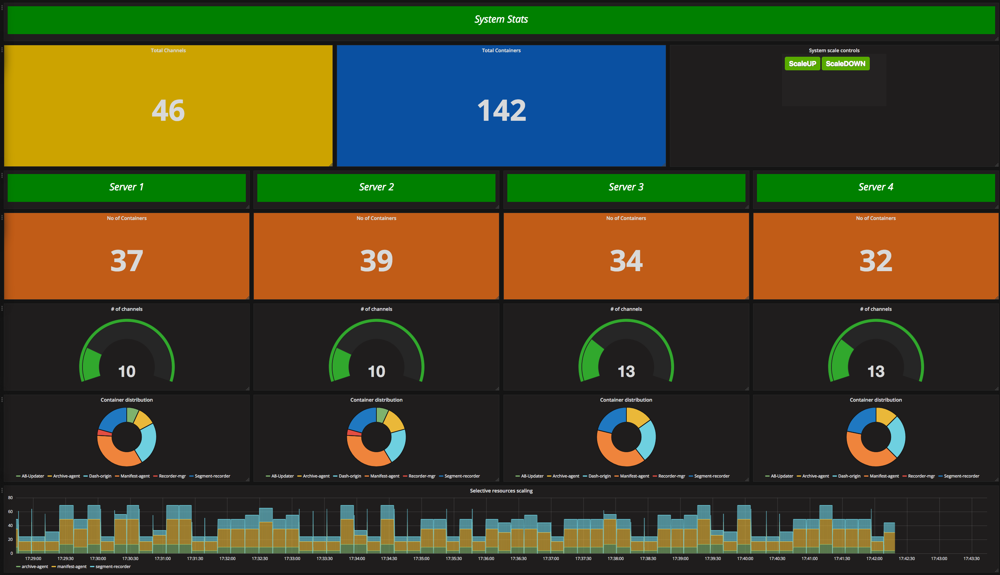 System Stats
Total Channels
Total Containers
System scale controls
ScaleUP ScaleDOWN
46
142
Server 1
Server 2
Server 3
Server 4
No of Containers
No of Containers
No of Containers
No of Containers
37
39
34
32
# of channels
# of channels
# of channels
# of channels
10
10
13
13
Container distribution
Container distribution
Container distribution
Container distribution
A8-Updater Archive-agent Dash-origin Manifest-agent Recorder-mgr Segment-recorder
A8-Updater Archive-agent Dash-origin Manifest-agent Recorder-mgr Segment-recorder
A8-Updater Archive-agent Dash-origin Manifest-agent Recorder-mgr Segment-recorder
A8-Updater Archive-agent Dash-origin Manifest-agent Recorder-mgr Segment-recorder
Selective resources scaling
80
60
40
20
0
17:29:00 17:29:30 17:30:00 17:30:30 17:31:00 17:31:30 17:32:00 17:32:30 17:33:00 17:33:30 17:34:00 17:34:30 17:35:00 17:35:30 17:36:00 17:36:30 17:37:00 17:37:30 17:38:00 17:38:30 17:39:00 17:39:30 17:40:00 17:40:30 17:41:00 17:41:30 17:42:00 17:42:30 17:43:00 17:43:30
archive-agent manifest-agent segment-recorder